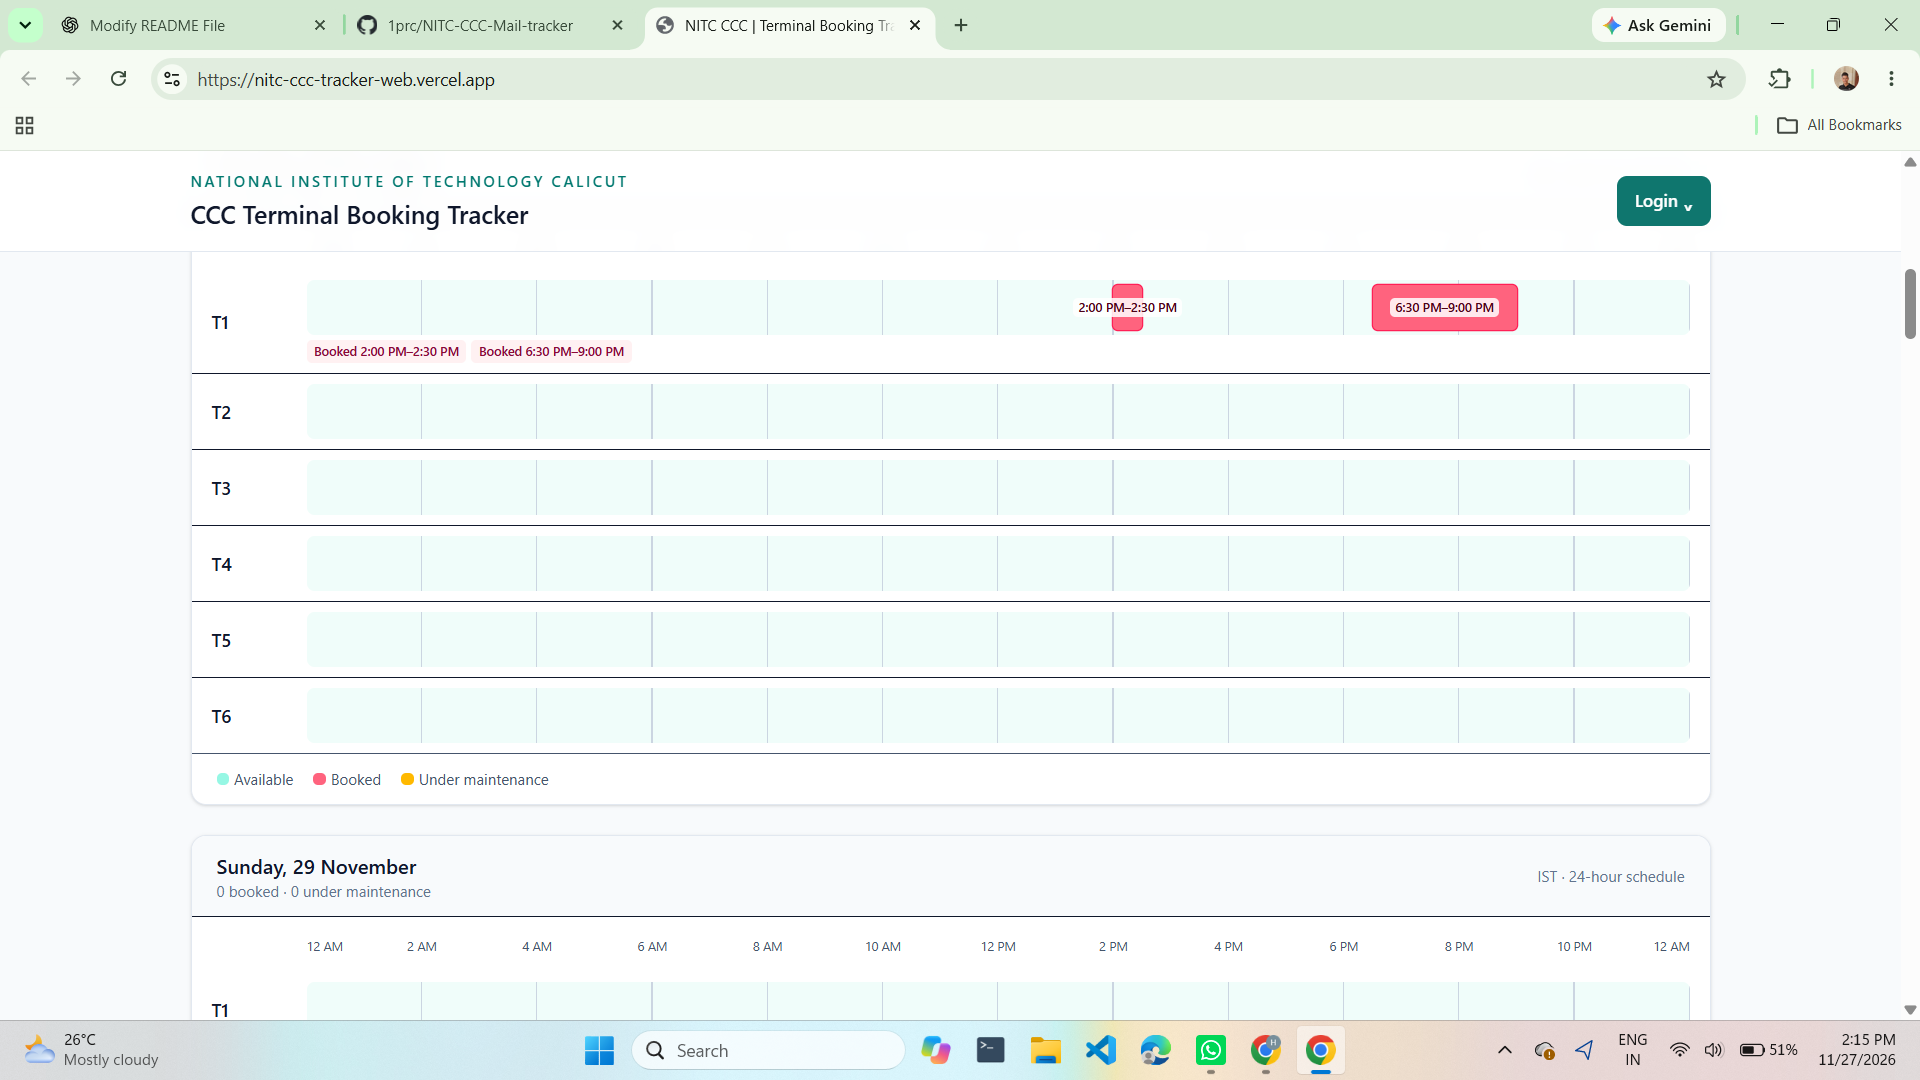 Modify README File
1prc/NITC-CCC-Mail-tracker
NITC CCC | Terminal Booking Tra
Ask Gemini
https://nitc-ccc-tracker-web.vercel.app
All Bookmarks
NATIONAL INSTITUTE OF TECHNOLOGY CALICUT
CCC Terminal Booking Tracker
Login
T1
2:00 PM–2:30 PM
6:30 PM–9:00 PM
Booked 2:00 PM–2:30 PM
Booked 6:30 PM–9:00 PM
T2
T3
T4
T5
T6
Available
Booked
Under maintenance
Sunday, 29 November
0 booked · 0 under maintenance
IST · 24-hour schedule
12 AM 2 AM 4 AM 6 AM 8 AM 10 AM 12 PM 2 PM 4 PM 6 PM 8 PM 10 PM 12 AM
T1
26°C
Mostly cloudy
Search
H
ENG
IN
51%
2:15 PM
11/27/2026